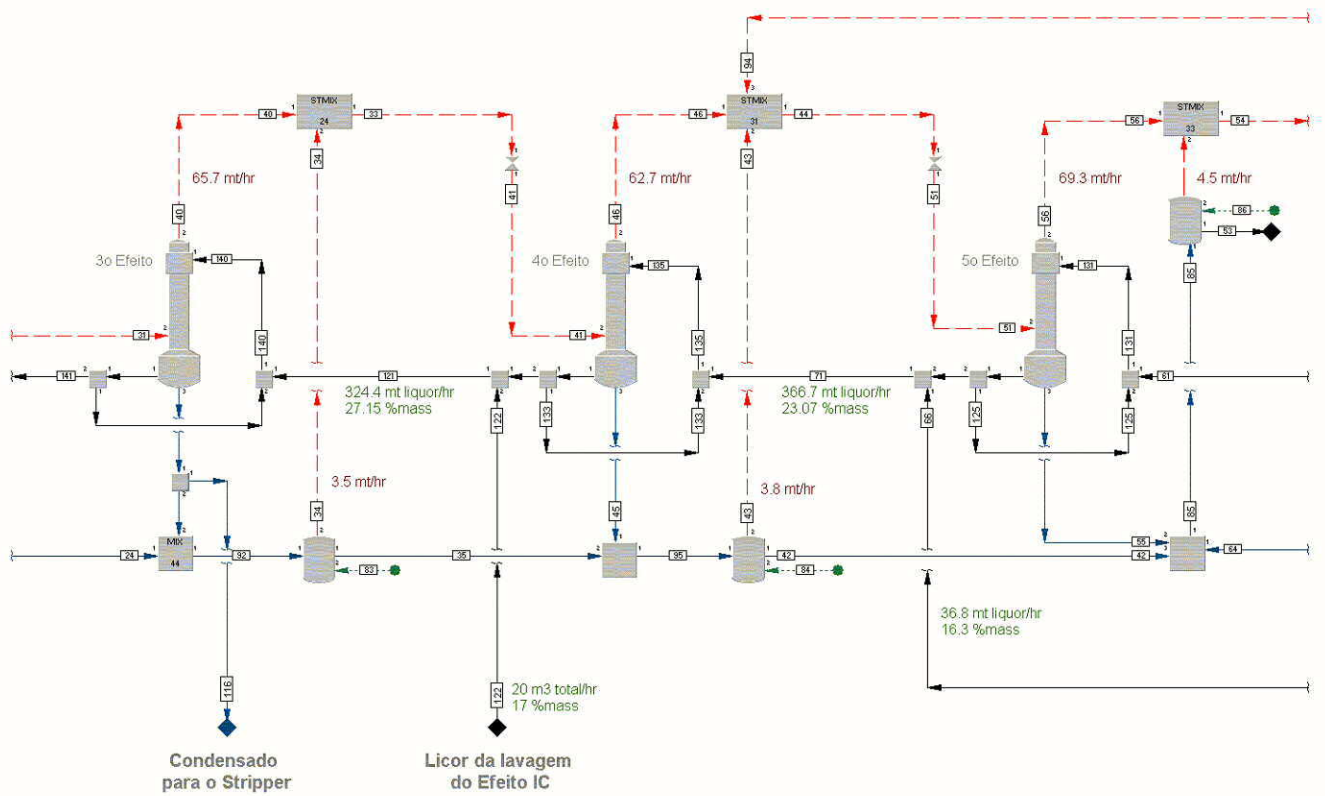 94
STMIX
24
40
33
STMIX
31
46
44
STMIX
33
56
54
34
43
65.7 mt/hr
62.7 mt/hr
69.3 mt/hr
4.5 mt/hr
40
41
46
51
56
86
53
3o Efeito
140
4o Efeito
135
5o Efeito
131
85
31
140
41
135
51
131
141
121
71
61
324.4 mt liquor/hr
27.15 %mass
366.7 mt liquor/hr
23.07 %mass
122
133
133
66
125
125
3.5 mt/hr
3.8 mt/hr
34
45
43
85
24
MIX
44
92
35
95
42
55
42
64
83
84
36.8 mt liquor/hr
16.3 %mass
116
122
20 m3 total/hr
17 %mass
Condensado
para o Stripper
Licor da lavagem
do Efeito IC